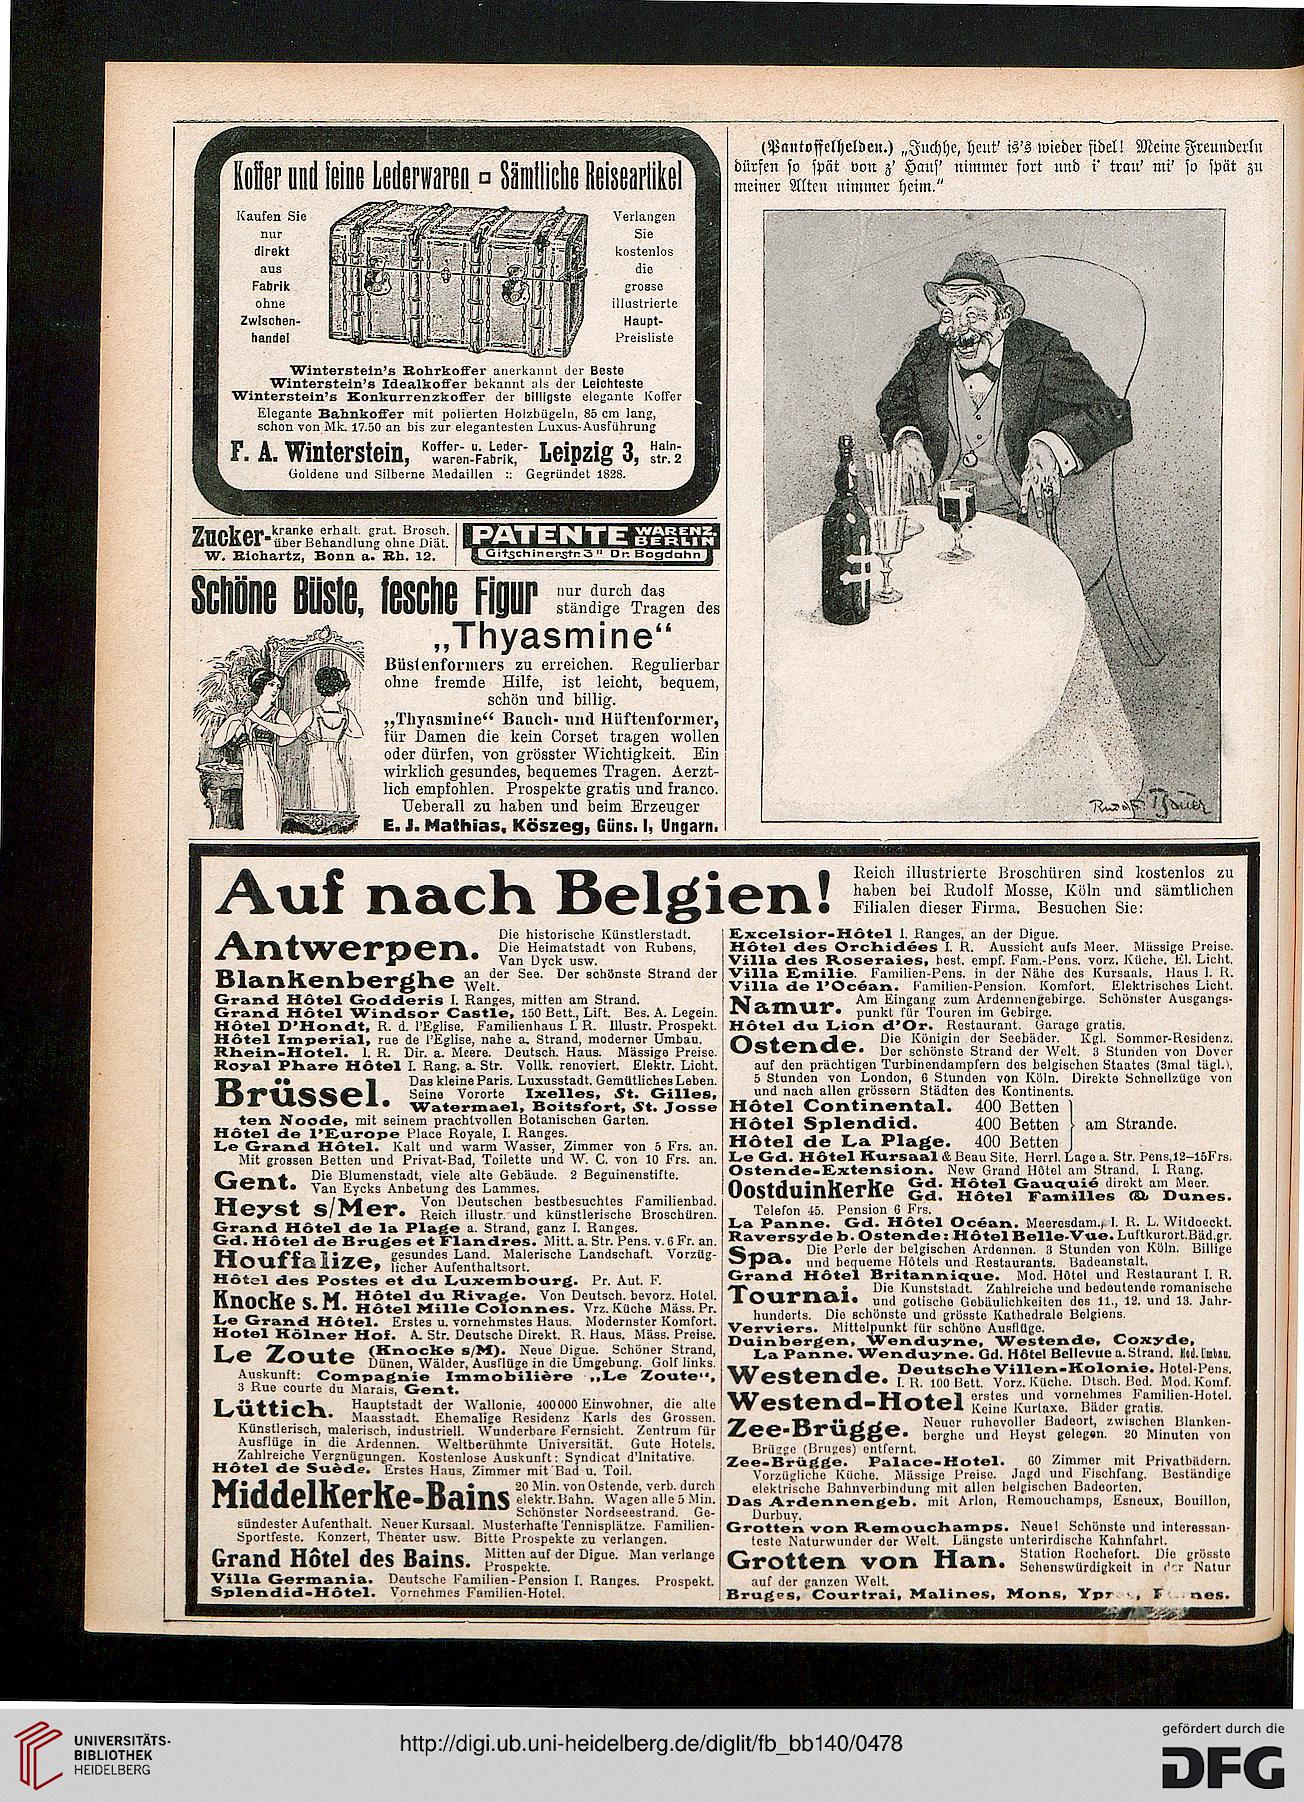 Koffer und feine Lederwaren ¤ Sämtliche Reiseartikel
Kaufen Sie
nur
direkt
aus
Fabrik
ohne
Zwischen-
handel
Verlangen
Sie
kostenlos
die
grosse
illustrierte
Haupt-
Preisliste
Winterstein's Rohrkoffer anerkannt der Beste
Winterstein's Idealkoffer bekannt als der Leichteste
Winterstein's Konkurrenzkoffer der billigste elegante Koffer
Elegante Bahnkoffer mit polierten Holzbügeln, 85 cm lang,
schon von Mk. 17.50 an bis zur elegantesten Luxus-Ausführung
F. A. Winterstein, Koffer- u. Leder-waren-Fabrik, Leipzig 3, Hain-str. 2
Goldene und Silberne Medaillen :: Gegründet 1828.
Zucker-kranke erhalt. grat. Brosch.
über Behandlung ohne Diät.
W. Richartz, Bonn a. Rh. 12.
PATENTE WARENZ. BERLIN
Gitschinerstr. 3 II Dr. Bogdahn
Schöne Büste, fesche Figur nur durch das
ständige Tragen des
„Thyasmine“
Büstenformers zu erreichen. Regulierbar
ohne fremde Hilfe, ist leicht, bequem,
schön und billig.
„Thyasmine“ Bauch- und Hüftenformer,
für Damen die kein Corset tragen wollen
oder dürfen, von grösster Wichtigkeit. Ein
wirklich gesundes, bequemes Tragen. Aerzt-
lich empfohlen. Prospekte gratis und franco.
Ueberall zu haben und beim Erzeuger
E. J. Mathias, Köszeg, Güns. I, Ungarn.
(Pantoffelhelden.) „Juchhe, heut' is's wieder fidel! Meine Freunderln
dürfen so spät von z' Haus' nimmer fort und i' trau' mi' so spät zu
meiner Alten nimmer heim.“
Rudolf Bauer
Auf nach Belgien!
Reich illustrierte Broschüren sind kostenlos zu
haben bei Rudolf Mosse, Köln und sämtlichen
Filialen dieser Firma. Besuchen Sie:
Antwerpen. Die historische Künstlerstadt.
Die Heimatstadt von Rubens,
Van Dyck usw.
Blankenberghe an der See. Der schönste Strand der
Welt.
Grand Hôtel Godderis I. Ranges, mitten am Strand.
Grand Hôtel Windsor Castle, 150 Bett., Lift. Bes. A. Legein.
Hôtel D'Hondt, R. d. l'Eglise. Familienhaus I. R. Illustr. Prospekt.
Hôtel Imperial, rue de l'Eglise, nahe a. Strand, moderner Umbau.
Rhein-Hotel. I. R. Dir. a. Meere. Deutsch. Haus. Mässige Preise.
Royal Phare Hôtel I. Rang. a. Str. Vollk. renoviert. Elektr. Licht.
Brüssel. Das kleine Paris. Luxusstadt. Gemütliches Leben.
Seine Vororte Ixelles, St. Gilles,
Watermael, Boitsfort, St. Josse
ten Noode, mit seinem prachtvollen Botanischen Garten.
Hôtel de l'Europe Place Royale, I. Ranges.
Le Grand Hôtel. Kalt und warm Wasser, Zimmer von 5 Frs. an.
Mit grossen Betten und Privat-Bad, Toilette und W. C. von 10 Frs. an.
Gent. Die Blumenstadt, viele alte Gebäude. 2 Beguinenstifte.
Van Eycks Anbetung des Lammes.
Heyst s/Mer. Von Deutschen bestbesuchtes Familienbad.
Reich illustr. und künstlerische Broschüren.
Grand Hôtel de la Plage a. Strand, ganz I. Ranges.
Gd. Hôtel de Bruges et Flandres. Mitt. a. Str. Pens. v. 6 Fr. an.
Houffalize, gesundes Land. Malerische Landschaft. Vorzüg-
licher Aufenthaltsort.
Hôtel des Postes et du Luxembourg. Pr. Aut. F.
Knocke s. M. Hôtel du Rivage. Von Deutsch. bevorz. Hotel.
Hôtel Mille Colonnes. Vrz. Küche Mäss. Pr.
Le Grand Hôtel. Erstes u. vornehmstes Haus. Modernster Komfort.
Hotel Kölner Hof. A. Str. Deutsche Direkt. R. Haus. Mäss. Preise.
Le Zoute (Knocke s/M). Neue Digue. Schöner Strand,
Dünen, Wälder, Ausflüge in die Umgebung. Golf links.
Auskunft: Compagnie Immobilière „Le Zoute“,
3 Rue courte du Marais, Gent.
Lüttich. Hauptstadt der Wallonie, 400000 Einwohner, die alte
Maasstadt. Ehemalige Residenz Karls des Grossen.
Künstlerisch, malerisch, industriell. Wunderbare Fernsicht. Zentrum für
Ausflüge in die Ardennen. Weltberühmte Universität. Gute Hotels.
Zahlreiche Vergnügungen. Kostenlose Auskunft: Syndicat d'Initative.
Hôtel de Suède. Erstes Haus, Zimmer mit Bad u. Toil.
Middelkerke-Bains 20 Min. von Ostende, verb. durch
elektr. Bahn. Wagen alle 5 Min.
Schönster Nordseestrand. Ge-
sündester Aufenthalt. Neuer Kursaal. Musterhafte Tennisplätze. Familien-
Sportfeste. Konzert, Theater usw. Bitte Prospekte zu verlangen.
Grand Hôtel des Bains. Mitten auf der Digue. Man verlange
Prospekte.
Villa Germania. Deutsche Familien-Pension I. Ranges. Prospekt.
Splendid-Hôtel. Vornehmes Familien-Hotel.
Excelsior-Hôtel I. Ranges, an der Digue.
Hôtel des Orchidées I. R. Aussicht aufs Meer. Mässige Preise.
Villa des Roseraies, best. empf. Fam.-Pens. vorz. Küche. El. Licht.
Villa Emilie. Familien-Pens. in der Nähe des Kursaals. Haus I. R.
Villa de l'Océan. Familien-Pension. Komfort. Elektrisches Licht.
Namur. Am Eingang zum Ardennengebirge. Schönster Ausgangs-
punkt für Touren im Gebirge.
Hôtel du Lion d'Or. Restaurant. Garage gratis.
Ostende. Die Königin der Seebäder. Kgl. Sommer-Residenz.
Der schönste Strand der Welt. 3 Stunden von Dover
auf den prächtigen Turbinendampfern des belgischen Staates (3mal tägl.),
5 Stunden von London, 6 Stunden von Köln. Direkte Schnellzüge von
und nach allen grössern Städten des Kontinents.
Hôtel Continental. 400 Betten
Hôtel Splendid. 400 Betten am Strande.
Hôtel de La Plage. 400 Betten
Le Gd. Hôtel Kursaal & Beau Site. Herrl. Lage a. Str. Pens. 12—15 Frs.
Ostende-Extension. New Grand Hôtel am Strand. I. Rang.
Oostduinkerke Gd. Hôtel Gauquié direkt am Meer.
Gd. Hôtel Familles & Dunes.
Telefon 45. Pension 6 Frs.
La Panne. Gd. Hôtel Océan. Meeresdam., I. R. L. Witdoeckt.
Raversyde b. Ostende: Hôtel Belle-Vue. Luftkurort. Bäd. gr.
Spa. Die Perle der belgischen Ardennen. 3 Stunden von Köln. Billige
und bequeme Hôtels und Restaurants. Badeanstalt.
Grand Hôtel Britannique. Mod. Hôtel und Restaurant I. R.
Tournai. Die Kunststadt. Zahlreiche und bedeutende romanische
und gotische Gebäulichkeiten des 11., 12. und 13. Jahr-
hunderts. Die schönste und grösste Kathedrale Belgiens.
Verviers. Mittelpunkt für schöne Ausflüge.
Duinbergen, Wenduyne, Westende, Coxyde,
La Panne. Wenduyne. Gd. Hôtel Bellevue a. Strand. Mod. Umbau.
Westende. Deutsche Villen-Kolonie. Hotel-Pens.
I. R. 100 Bett. Vorz. Küche. Dtsch. Bed. Mod. Komf.
Westend-Hotel erstes und vornehmes Familien-Hotel.
Keine Kurtaxe. Bäder gratis.
Zee-Brügge. Neuer ruhevoller Badeort, zwischen Blanken-
berghe und Heyst gelegen. 20 Minuten von
Brügge (Bruges) entfernt.
Zee-Brügge. Palace-Hotel. 60 Zimmer mit Privatbädern.
Vorzügliche Küche. Mässige Preise. Jagd und Fischfang. Beständige
elektrische Bahnverbindung mit allen belgischen Badeorten.
Das Ardennengeb. mit Arlon, Remouchamps, Esneux, Bouillon,
Durbuy.
Grotten von Remouchamps. Neue! Schönste und interessan-
teste Naturwunder der Welt. Längste unterirdische Kahnfahrt.
Grotten von Han. Station Rochefort. Die grösste
Sehenswürdigkeit in der Natur
auf der ganzen Welt.
Bruges, Courtrai, Malines, Mons,
UNIVERSITÄTS-
BIBLIOTHEK
HEIDELBERG
http://digi.ub.uni-heidelberg.de/diglit/fb_bb140/0478
gefördert durch die
DFG